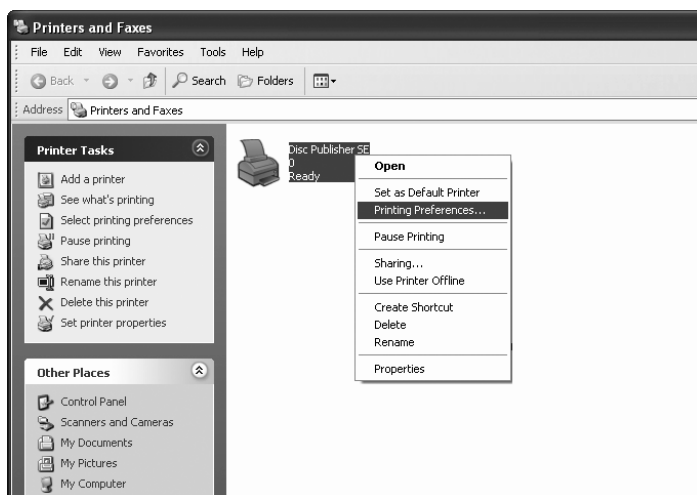 Printers and Faxes
File Edit View Favorites Tools Help
Back Search Folders
Address Printers and Faxes
Printer Tasks
Add a printer
See what's printing
Select printing preferences
Pause printing
Share this printer
Rename this printer
Delete this printer
Set printer properties
Other Places
Control Panel
Scanners and Cameras
My Documents
My Pictures
My Computer
Disc Publisher SE
0
Ready
Open
Set as Default Printer
Printing Preferences...
Pause Printing
Sharing...
Use Printer Offline
Create Shortcut
Delete
Rename
Properties